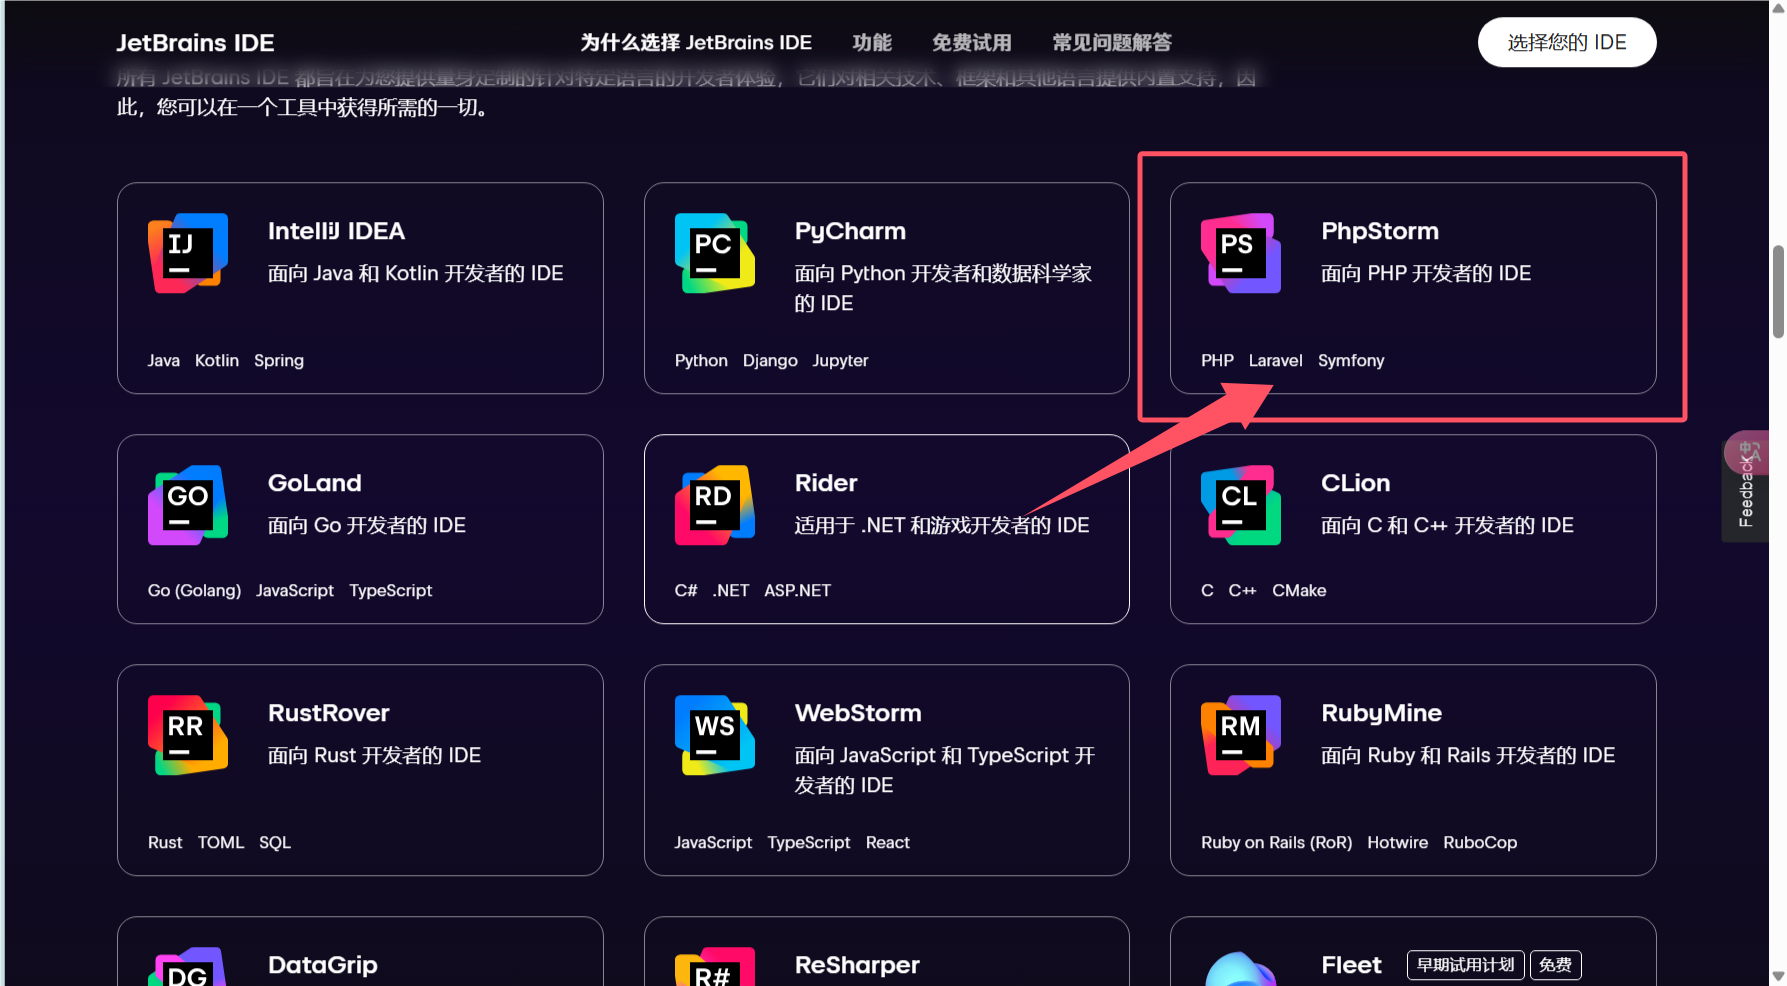 JetBrains IDE
为什么选择 JetBrains IDE
功能
免费试用
常见问题解答
选择您的 IDE
所有 JetBrains IDE 都旨在为您提供量身定制的针对特定语言的开发者体验，它们对相关技术、框架和其他语言提供内置支持，因
此，您可以在一个工具中获得所需的一切。
IJ
IntelliJ IDEA
面向 Java 和 Kotlin 开发者的 IDE
Java Kotlin Spring
PC
PyCharm
面向 Python 开发者和数据科学家
的 IDE
Python Django Jupyter
PS
PhpStorm
面向 PHP 开发者的 IDE
PHP Laravel Symfony
GO
GoLand
面向 Go 开发者的 IDE
Go (Golang) JavaScript TypeScript
RD
Rider
适用于 .NET 和游戏开发者的 IDE
C# .NET ASP.NET
CL
CLion
面向 C 和 C++ 开发者的 IDE
C C++ CMake
Feedback
RR
RustRover
面向 Rust 开发者的 IDE
Rust TOML SQL
WS
WebStorm
面向 JavaScript 和 TypeScript 开
发者的 IDE
JavaScript TypeScript React
RM
RubyMine
面向 Ruby 和 Rails 开发者的 IDE
Ruby on Rails (RoR) Hotwire RuboCop
DG
DataGrip
R#
ReSharper
Fleet
早期试用计划
免费